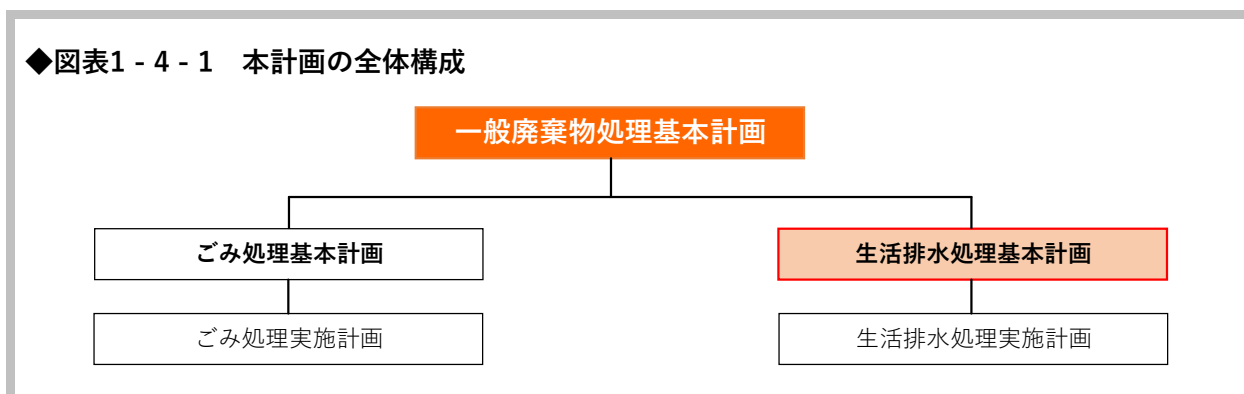 ◆図表1 - 4 - 1　本計画の全体構成
一般廃棄物処理基本計画
ごみ処理基本計画
生活排水処理基本計画
ごみ処理実施計画
生活排水処理実施計画